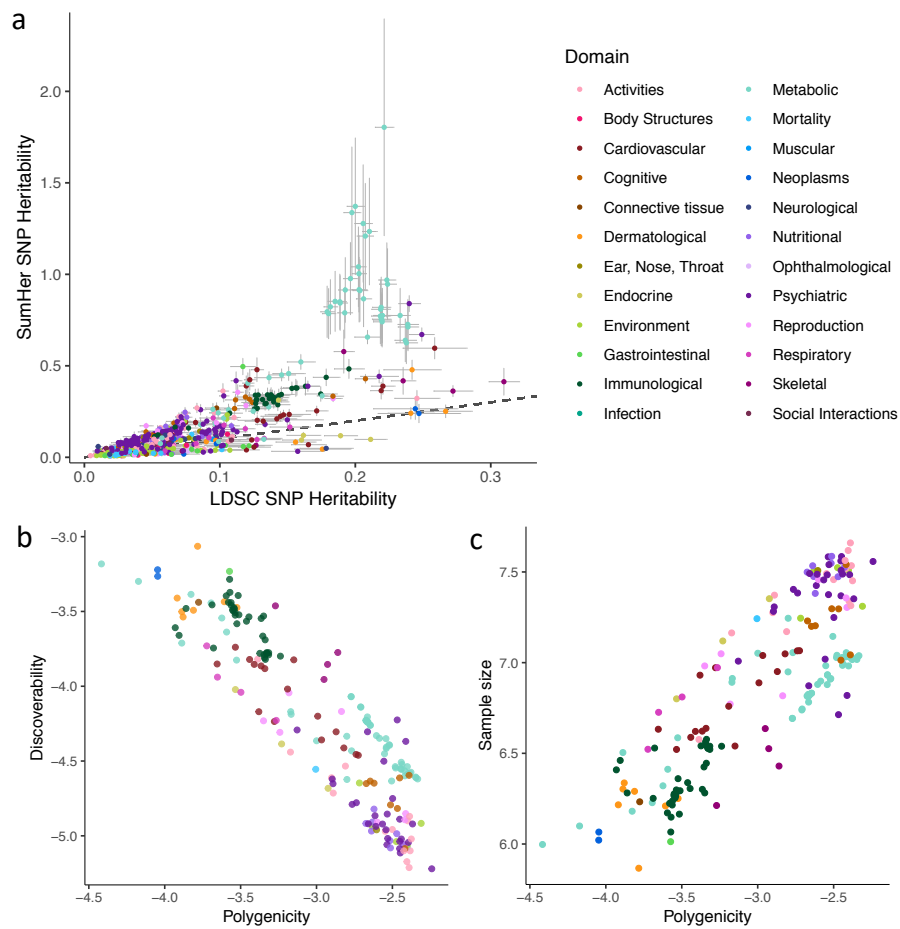 a
2.0
1.5
1.0
0.5
0.0
SumHer SNP Heritability
0.0
0.1
0.2
0.3
LDSC SNP Heritability
Domain
Activities
Body Structures
Cardiovascular
Cognitive
Connective tissue
Dermatological
Ear, Nose, Throat
Endocrine
Environment
Gastrointestinal
Immunological
Infection
Metabolic
Mortality
Muscular
Neoplasms
Neurological
Nutritional
Ophthalmological
Psychiatric
Reproduction
Respiratory
Skeletal
Social Interactions
b
−3.0
−3.5
−4.0
−4.5
−5.0
Discoverability
−4.5
−4.0
−3.5
−3.0
−2.5
Polygenicity
c
7.5
7.0
6.5
6.0
Sample size
−4.5
−4.0
−3.5
−3.0
−2.5
Polygenicity